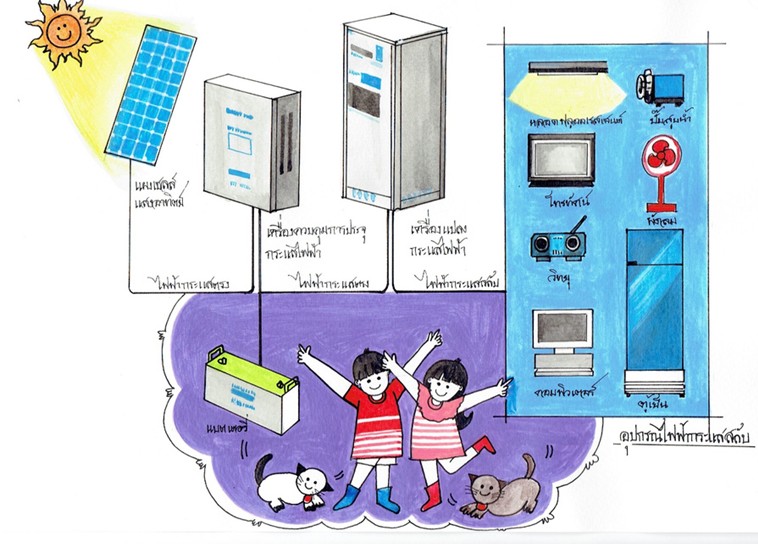 แผงเซลล์
แสงอาทิตย์
เครื่องควบคุมการประจุ
กระแสไฟฟ้า
เครื่องแปลง
กระแสไฟฟ้า
ไฟฟ้ากระแสตรง
ไฟฟ้ากระแสตรง
ไฟฟ้ากระแสสลับ
แบตเตอรี่
หลอดฟลูออเรสเซนต์
ปั๊มสูบน้ำ
โทรทัศน์
พัดลม
วิทยุ
คอมพิวเตอร์
ตู้เย็น
อุปกรณ์ไฟฟ้ากระแสสลับ